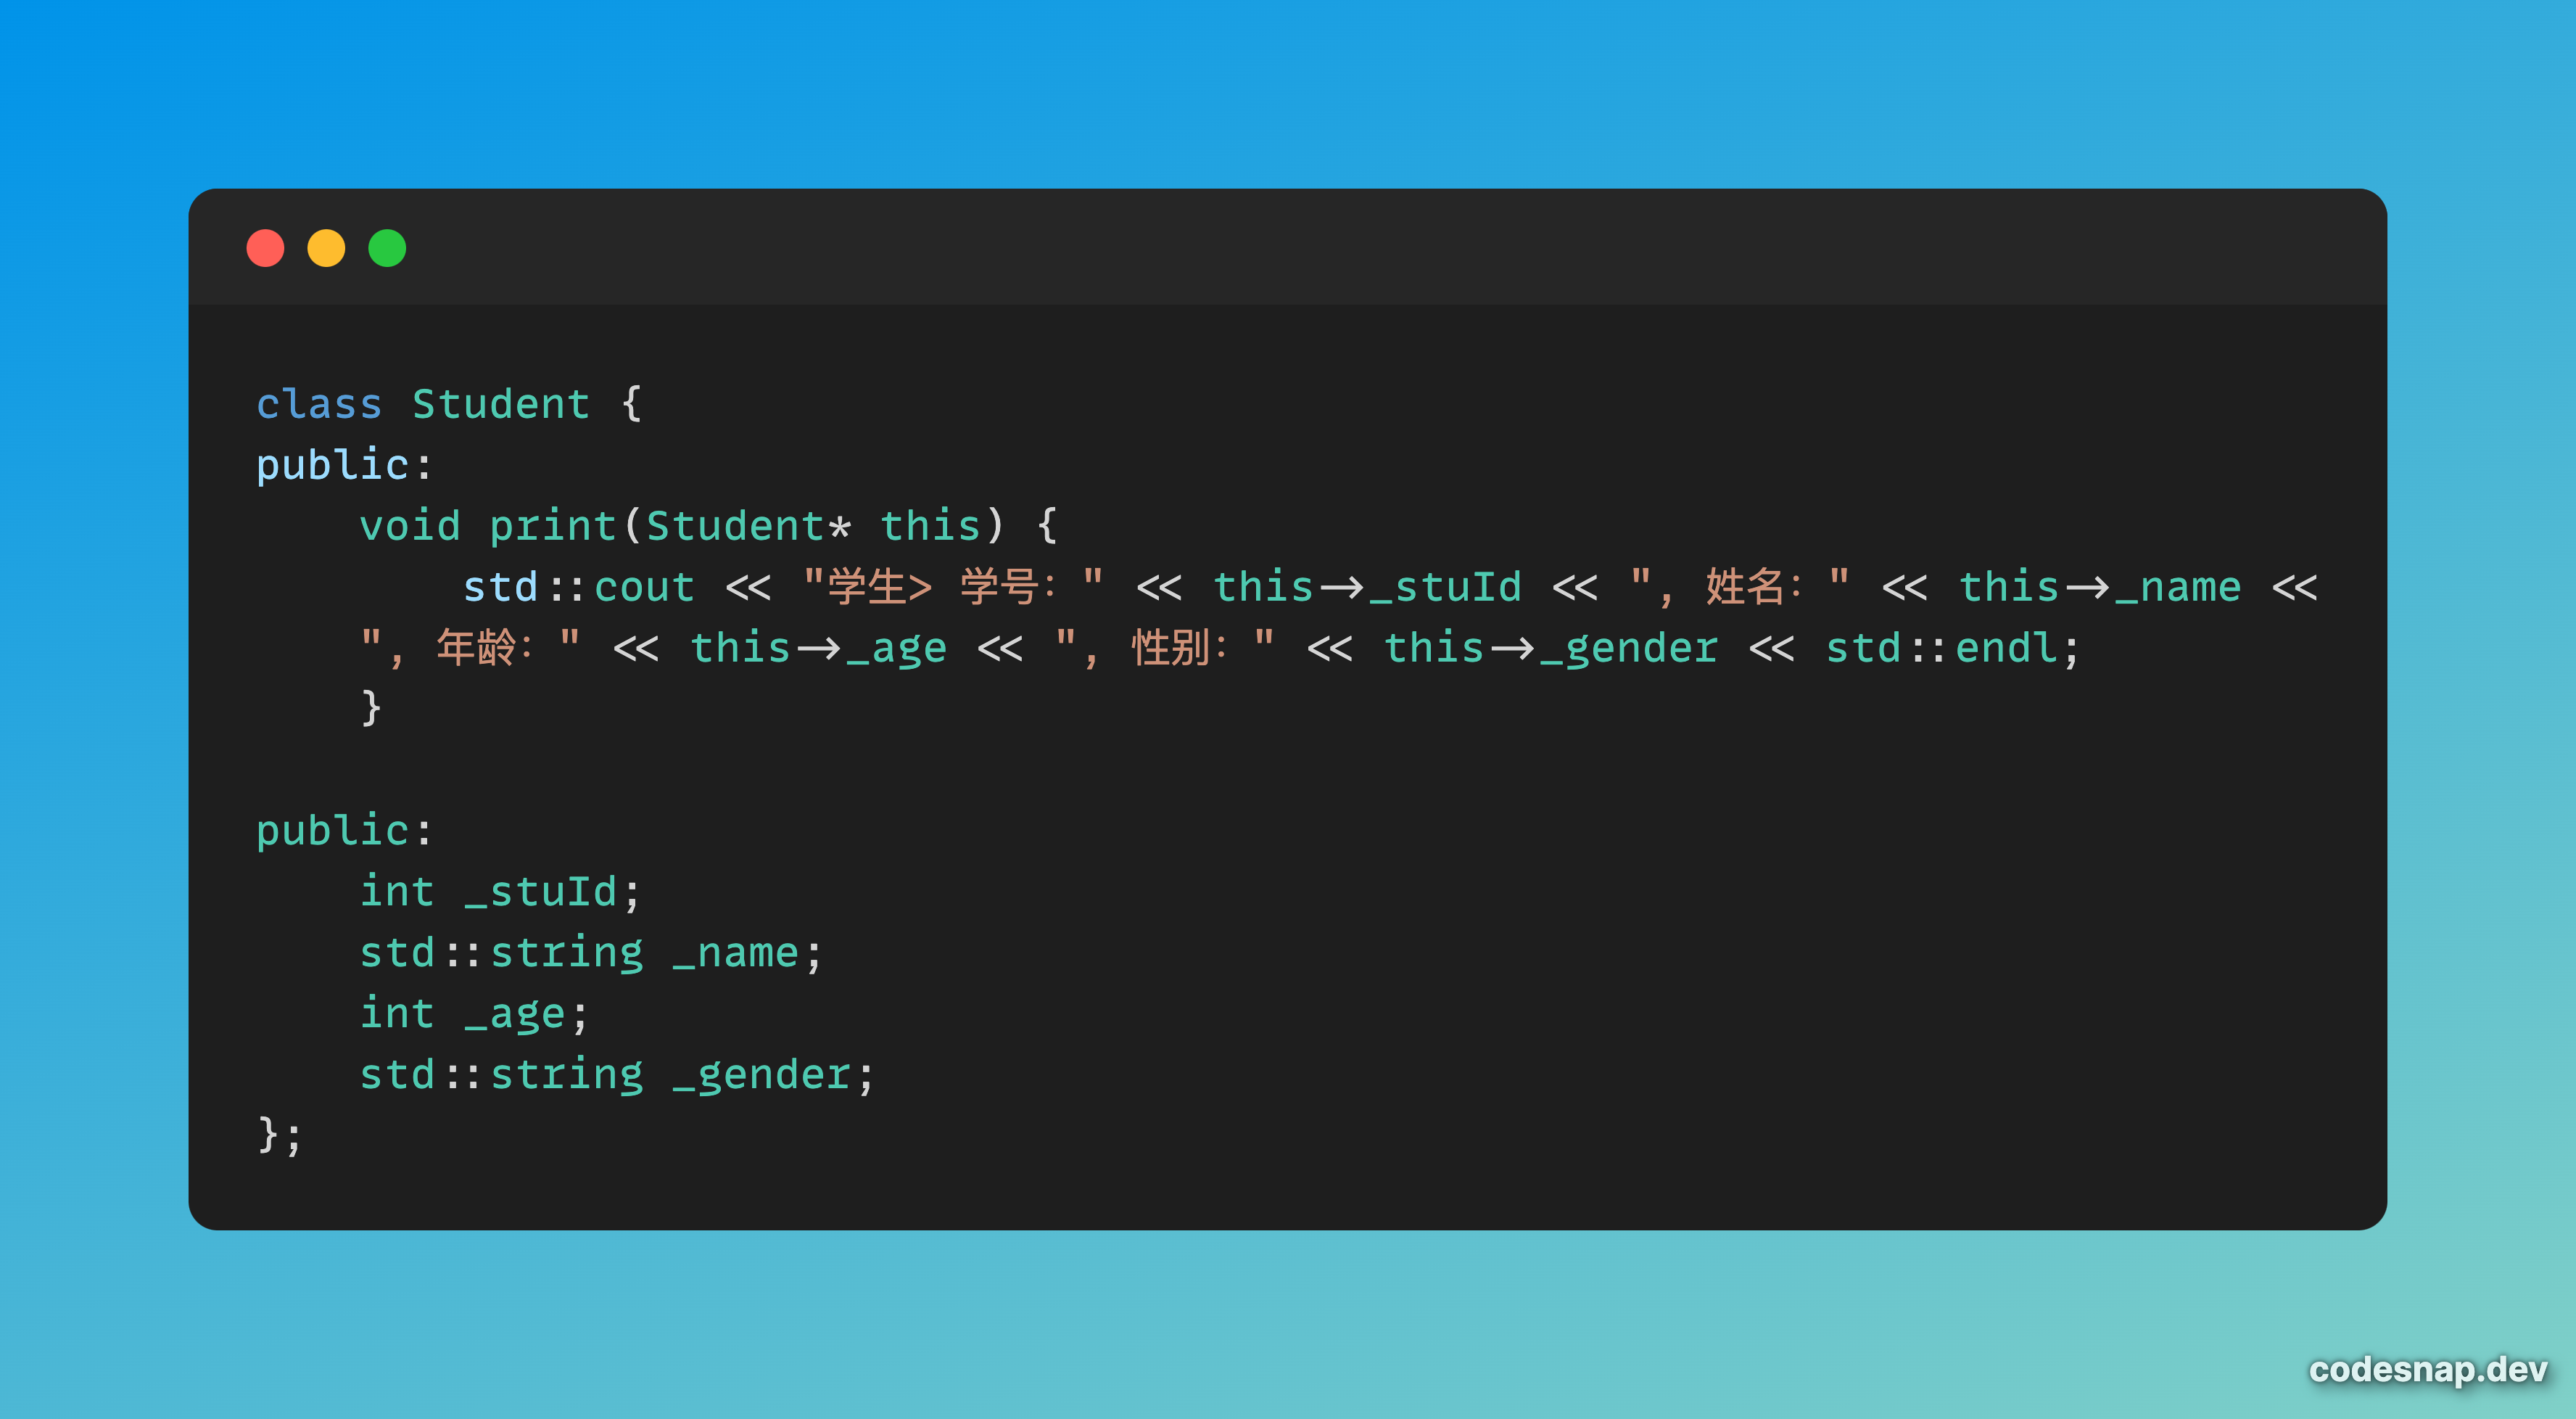 class Student {
public:
    void print(Student* this) {
        std::cout << "学生> 学号：" << this->_stuId << ", 姓名：" << this->_name <<
    ", 年龄：" << this->_age << ", 性别：" << this->_gender << std::endl;
    }
public:
    int _stuId;
    std::string _name;
    int _age;
    std::string _gender;
};
codesnap.dev